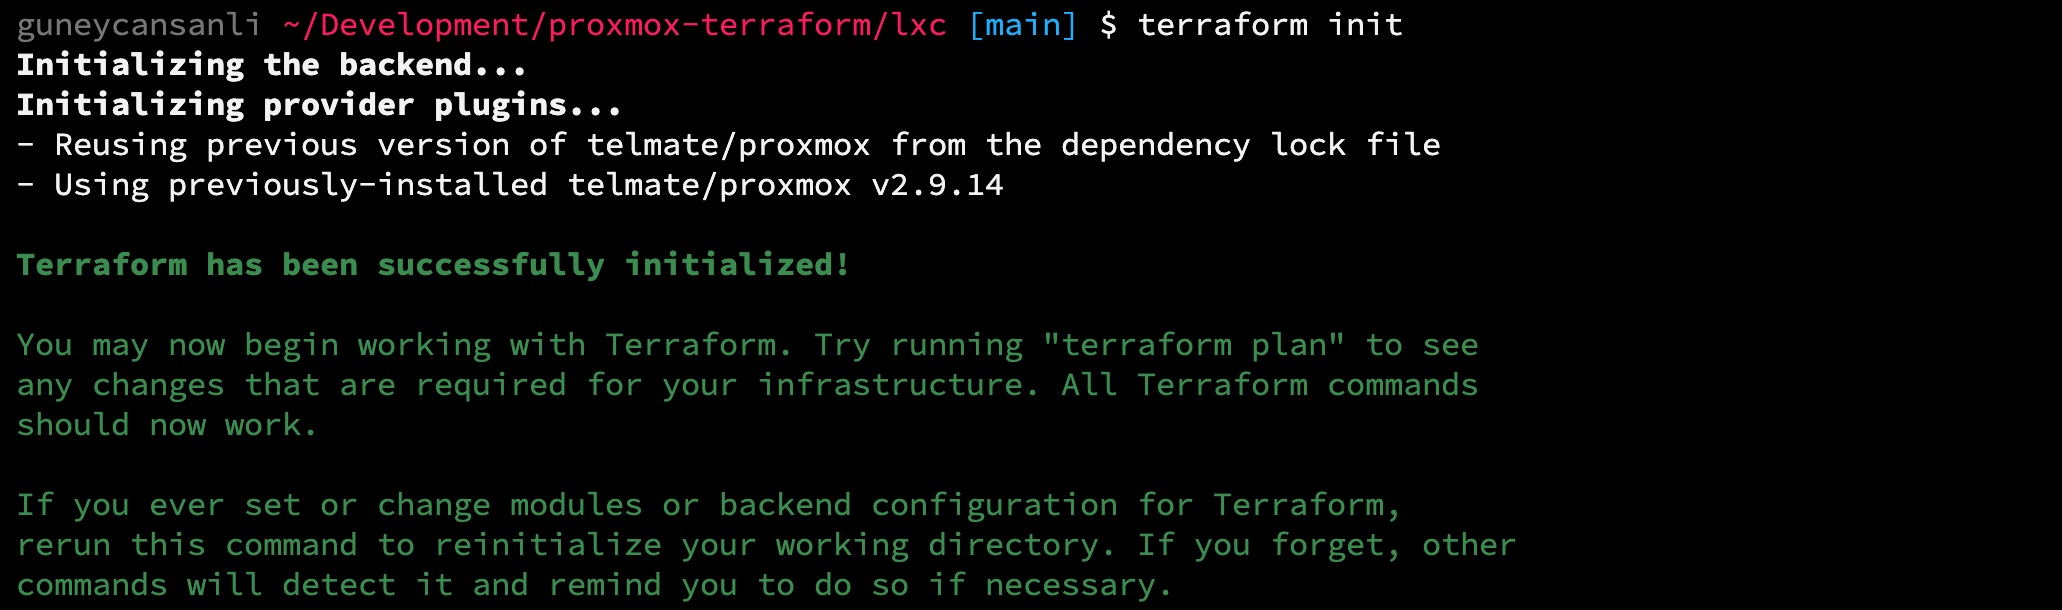 guneycansanli ~/Development/proxmox-terraform/lxc [main] $ terraform init
Initializing the backend...
Initializing provider plugins...
- Reusing previous version of telmate/proxmox from the dependency lock file
- Using previously-installed telmate/proxmox v2.9.14
Terraform has been successfully initialized!
You may now begin working with Terraform. Try running "terraform plan" to see
any changes that are required for your infrastructure. All Terraform commands
should now work.
If you ever set or change modules or backend configuration for Terraform,
rerun this command to reinitialize your working directory. If you forget, other
commands will detect it and remind you to do so if necessary.